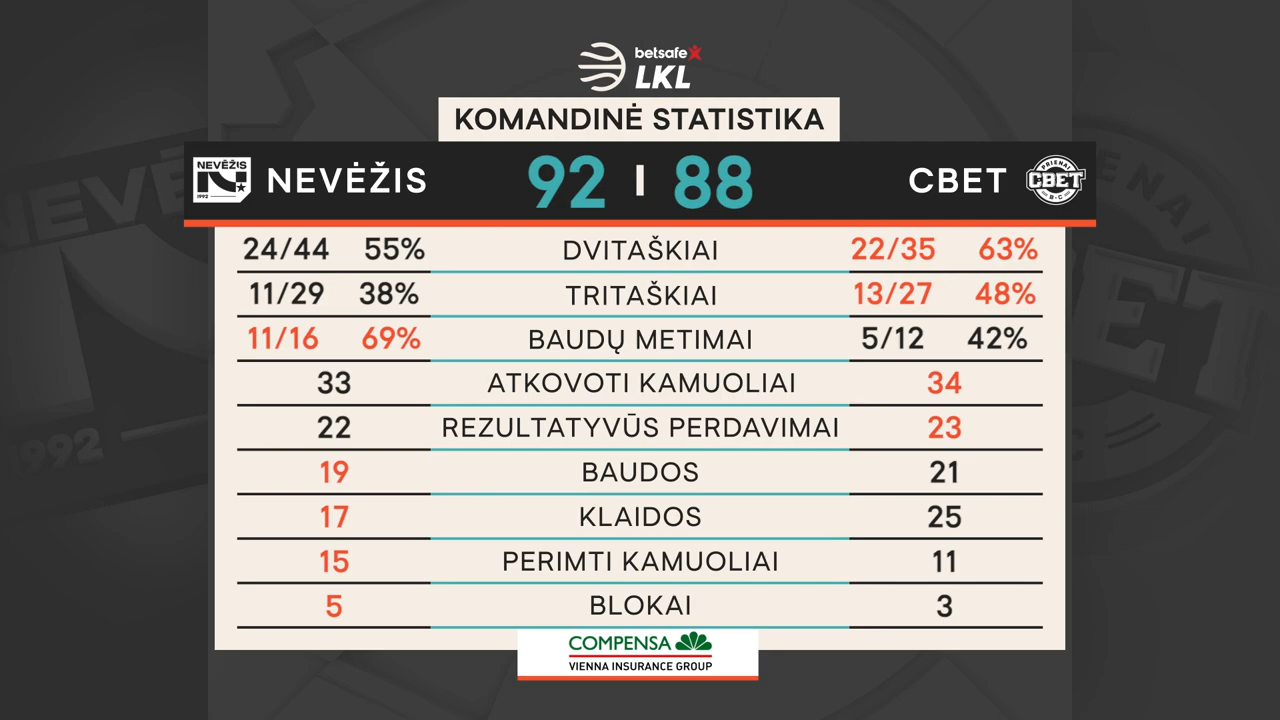 betsafe
LKL
KOMANDINĖ STATISTIKA
NEVĖŽIS 1992 NEVĖŽIS 92 I 88 CBET PRIENAI CBET B·C
24/44 55% DVITAŠKIAI 22/35 63%
11/29 38% TRITAŠKIAI 13/27 48%
11/16 69% BAUDŲ METIMAI 5/12 42%
33 ATKOVOTI KAMUOLIAI 34
22 REZULTATYVŪS PERDAVIMAI 23
19 BAUDOS 21
17 KLAIDOS 25
15 PERIMTI KAMUOLIAI 11
5 BLOKAI 3
COMPENSA
VIENNA INSURANCE GROUP